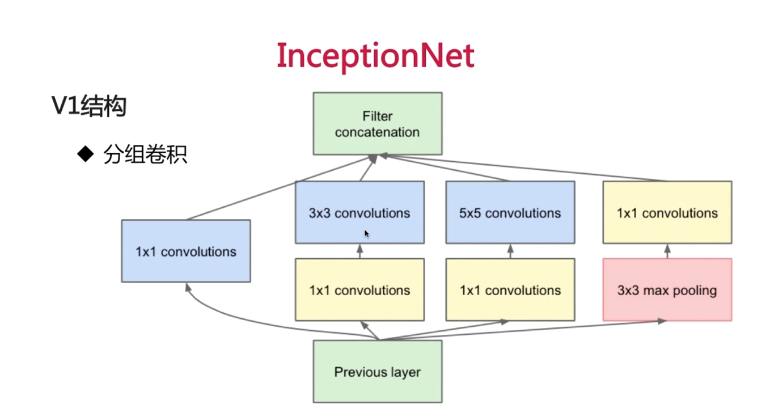 InceptionNet
V1结构
◆ 分组卷积
Filter
concatenation
3x3 convolutions
5x5 convolutions
1x1 convolutions
1x1 convolutions
1x1 convolutions
1x1 convolutions
3x3 max pooling
Previous layer